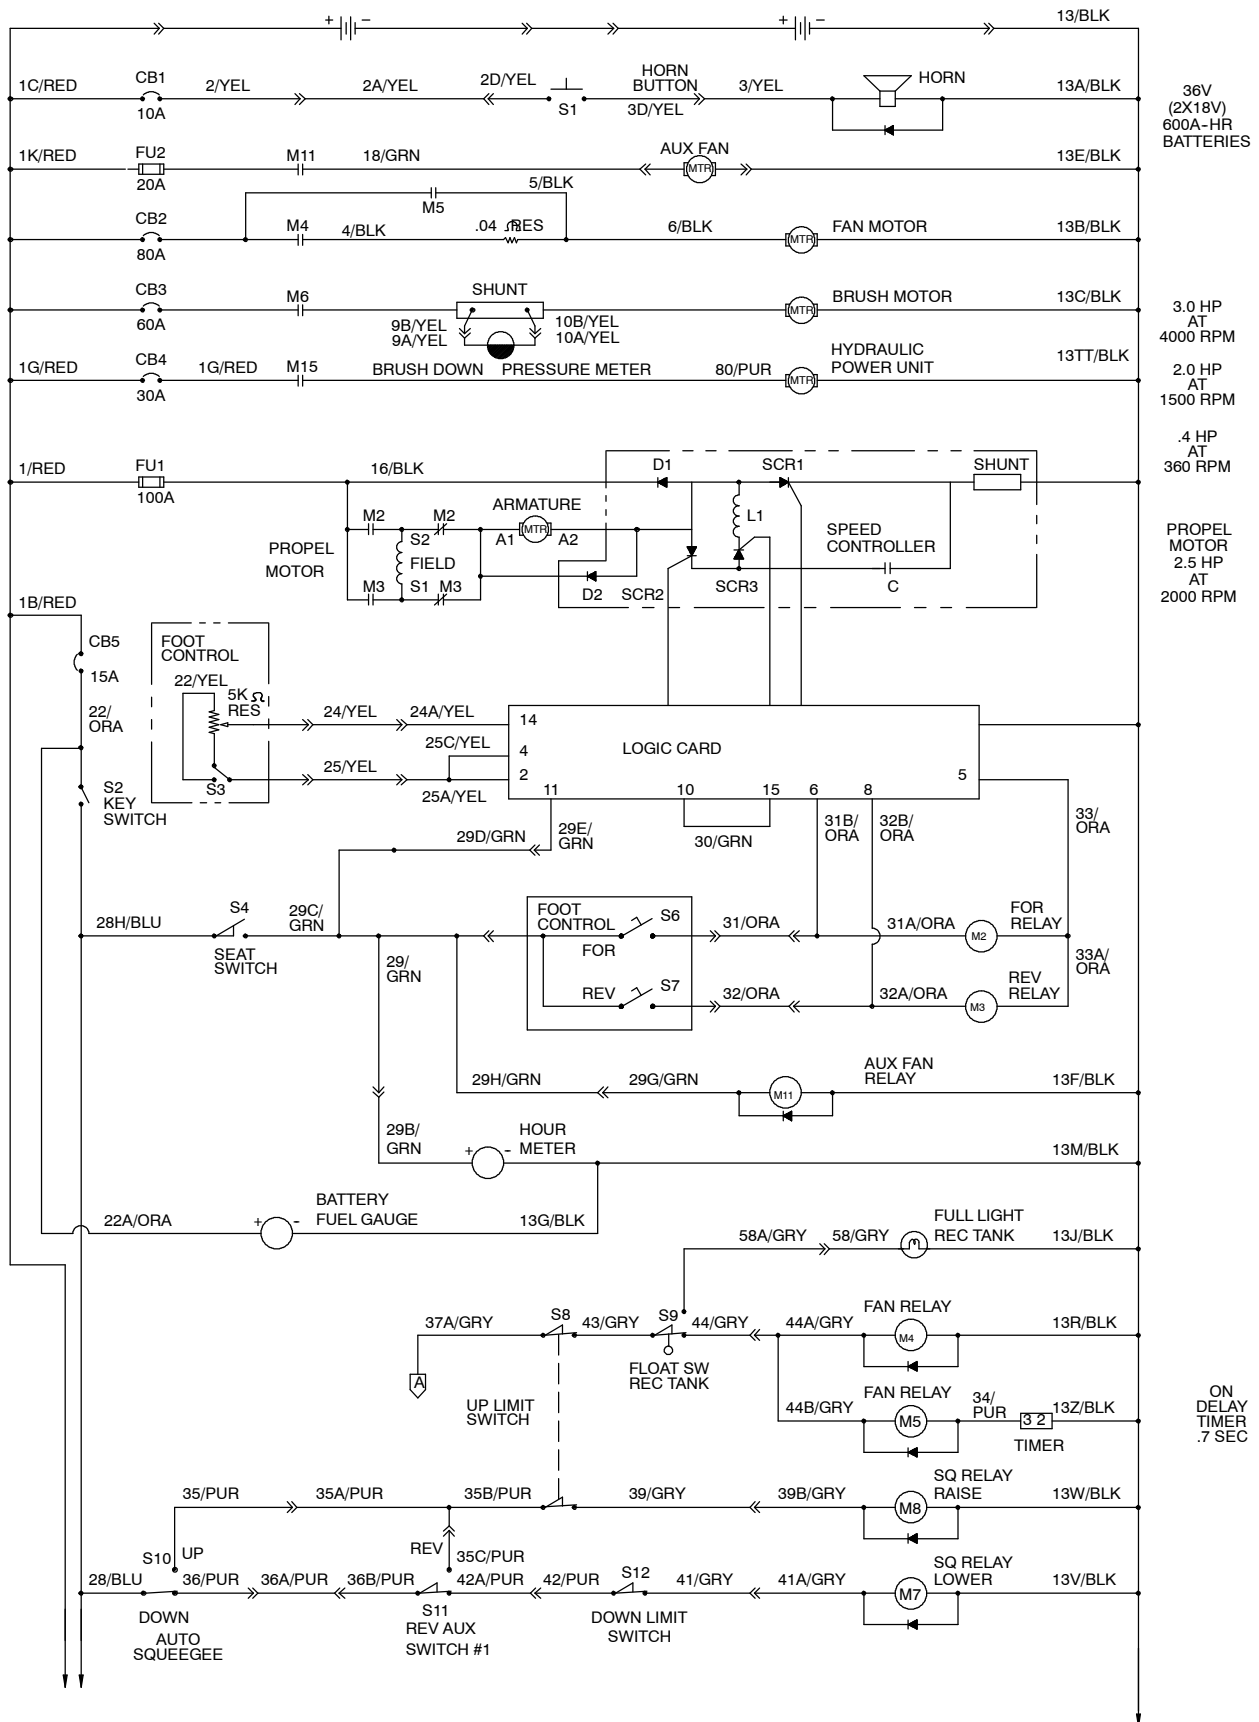 + - + - 13/BLK
1C/RED CB1 10A 2/YEL 2A/YEL 2D/YEL S1 HORN BUTTON 3D/YEL 3/YEL HORN 13A/BLK
36V
(2X18V)
600A-HR
BATTERIES
1K/RED FU2 20A M11 18/GRN AUX FAN MTR 13E/BLK
5/BLK
M5
CB2 80A M4 4/BLK .04 Ω RES 6/BLK MTR FAN MOTOR 13B/BLK
CB3 60A M6 SHUNT MTR BRUSH MOTOR 13C/BLK
9B/YEL 10B/YEL
9A/YEL 10A/YEL
3.0 HP
AT
4000 RPM
1G/RED CB4 30A 1G/RED M15 BRUSH DOWN PRESSURE METER 80/PUR MTR HYDRAULIC
POWER UNIT 13TT/BLK
2.0 HP
AT
1500 RPM
.4 HP
AT
360 RPM
1/RED FU1 100A 16/BLK D1 SCR1 SHUNT
M2 M2 ARMATURE A1 MTR A2 L1
PROPEL
MOTOR
S2
FIELD
S1
M3 M3 D2 SCR2 SCR3 C
SPEED
CONTROLLER
PROPEL
MOTOR
2.5 HP
AT
2000 RPM
1B/RED
CB5
15A
22/
ORA
FOOT
CONTROL
22/YEL
5K Ω
RES
24/YEL 24A/YEL 14
25C/YEL 4
25/YEL 25A/YEL 2
S3
LOGIC CARD
5
11 10 15 6 8
S2
KEY
SWITCH
29D/GRN 29E/
GRN
30/GRN
31B/
ORA
32B/
ORA
33/
ORA
28H/BLU S4 SEAT
SWITCH
29C/
GRN
FOOT
CONTROL
FOR
S6 31/ORA 31A/ORA M2 FOR
RELAY
29/
GRN
REV S7 32/ORA 32A/ORA M3 REV
RELAY
33A/
ORA
29H/GRN 29G/GRN M11 AUX FAN
RELAY 13F/BLK
29B/
GRN
+ - HOUR
METER 13M/BLK
22A/ORA + - BATTERY
FUEL GAUGE 13G/BLK
58A/GRY 58/GRY FULL LIGHT
REC TANK 13J/BLK
37A/GRY S8 43/GRY S9 44/GRY 44A/GRY FAN RELAY M4 13R/BLK
A
FLOAT SW
REC TANK
UP LIMIT
SWITCH
44B/GRY FAN RELAY M5 34/
PUR
3 2
TIMER
13Z/BLK
ON
DELAY
TIMER
.7 SEC
35/PUR 35A/PUR 35B/PUR 39/GRY 39B/GRY SQ RELAY
RAISE
M8 13W/BLK
S10 UP REV 35C/PUR
28/BLU 36/PUR 36A/PUR 36B/PUR 42A/PUR 42/PUR S12 41/GRY 41A/GRY SQ RELAY
LOWER
M7 13V/BLK
DOWN
AUTO
SQUEEGEE
S11
REV AUX
SWITCH #1
DOWN LIMIT
SWITCH